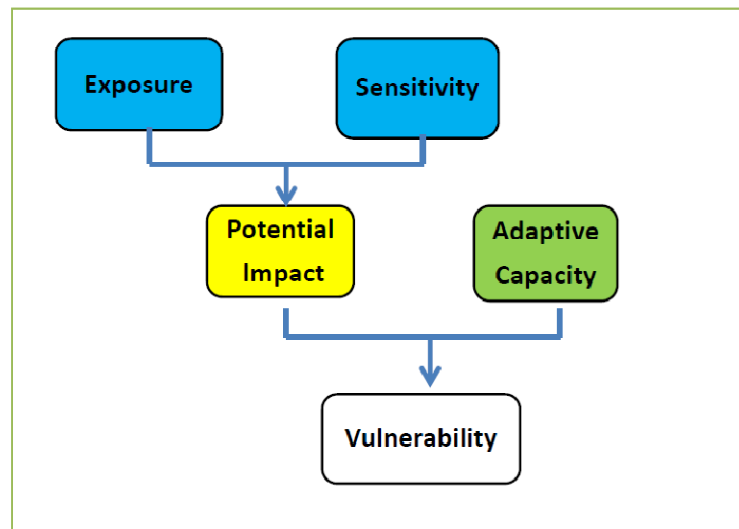 Exposure
Sensitivity
Potential
Impact
Adaptive
Capacity
Vulnerability